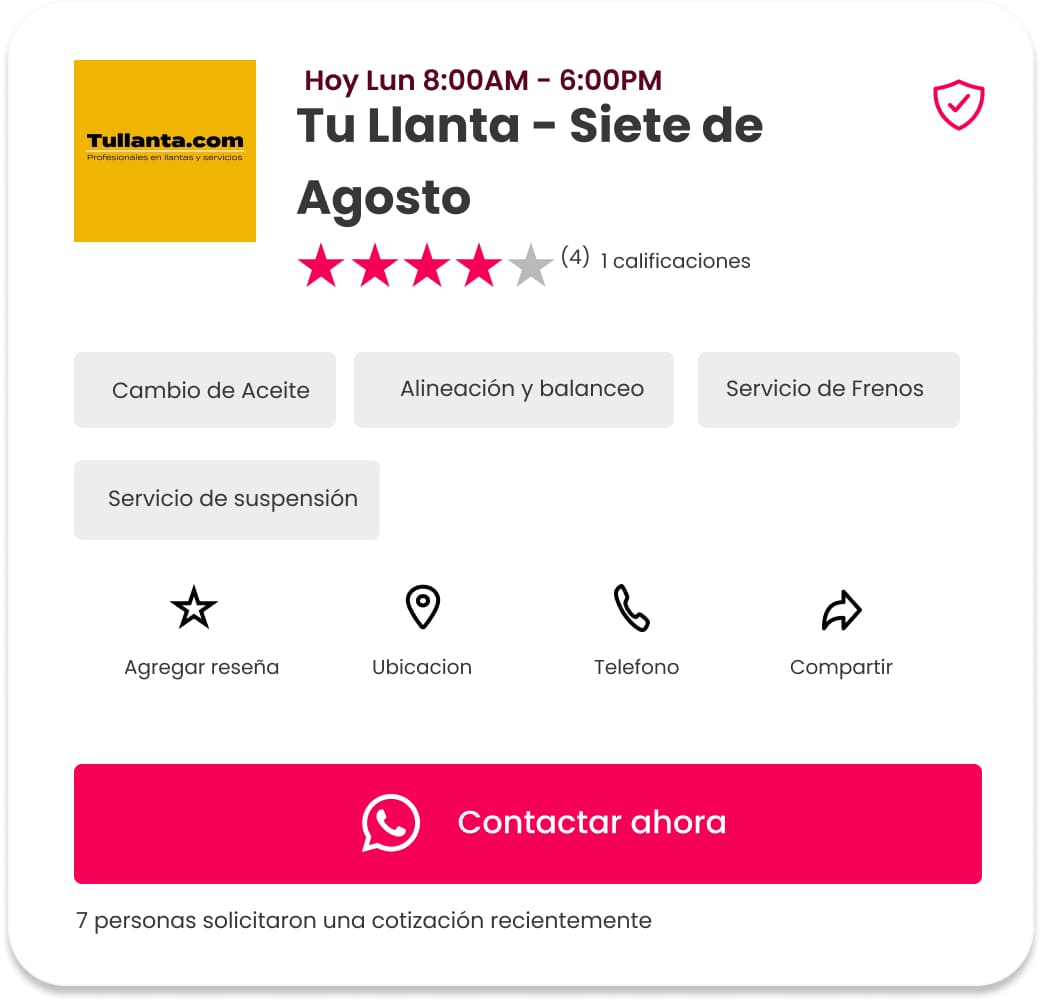 Hoy Lun 8:00AM - 6:00PM
Tullanta.com
Profesionales en llantas y servicios
Tu Llanta - Siete de
Agosto
(4) 1 calificaciones
Cambio de Aceite
Alineación y balanceo
Servicio de Frenos
Servicio de suspensión
Agregar reseña
Ubicacion
Telefono
Compartir
Contactar ahora
7 personas solicitaron una cotización recientemente